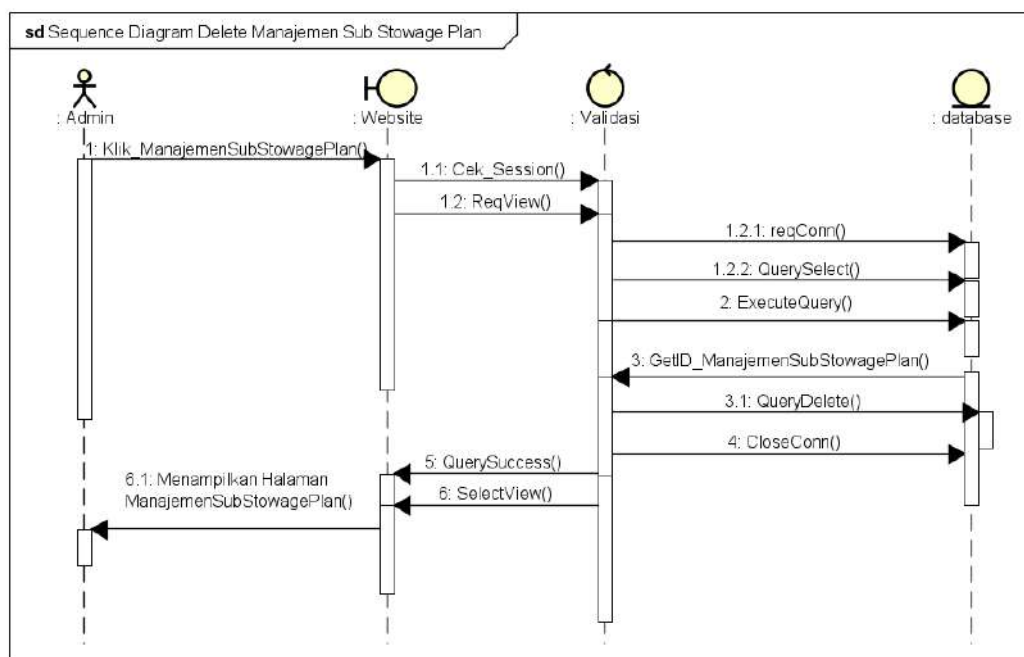 sd Sequence Diagram Delete Manajemen Sub Stowage Plan
: Admin
: Website
: Validasi
: database
1: Klik_ManajemenSubStowagePlan()
1.1: Cek_Session()
1.2: ReqView()
1.2.1: reqConn()
1.2.2: QuerySelect()
2: ExecuteQuery()
3: GetID_ManajemenSubStowagePlan()
3.1: QueryDelete()
4: CloseConn()
5: QuerySuccess()
6: SelectView()
6.1: Menampilkan Halaman
ManajemenSubStowagePlan()